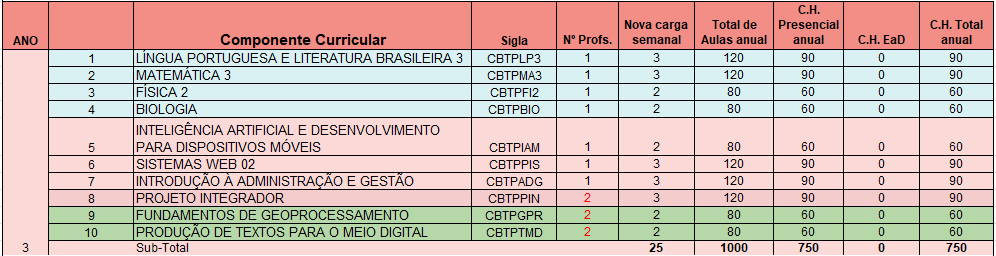 ANO Componente Curricular Sigla Nº Profs. Nova carga semanal Total de Aulas anual C.H. Presencial anual C.H. EaD C.H. Total anual
1 LÍNGUA PORTUGUESA E LITERATURA BRASILEIRA 3 CBTPLP3 1 3 120 90 0 90
2 MATEMÁTICA 3 CBTPMA3 1 3 120 90 0 90
3 FÍSICA 2 CBTPFI2 1 2 80 60 0 60
4 BIOLOGIA CBTPBIO 1 2 80 60 0 60
5 INTELIGÊNCIA ARTIFICIAL E DESENVOLVIMENTO
PARA DISPOSITIVOS MÓVEIS CBTPIAM 1 2 80 60 0 60
6 SISTEMAS WEB 02 CBTPPIS 1 3 120 90 0 90
7 INTRODUÇÃO À ADMINISTRAÇÃO E GESTÃO CBTPADG 1 3 120 90 0 90
8 PROJETO INTEGRADOR CBTPPIN 2 3 120 90 0 90
9 FUNDAMENTOS DE GEOPROCESSAMENTO CBTPGPR 2 2 80 60 0 60
10 PRODUÇÃO DE TEXTOS PARA O MEIO DIGITAL CBTPTMD 2 2 80 60 0 60
3 Sub-Total 25 1000 750 0 750